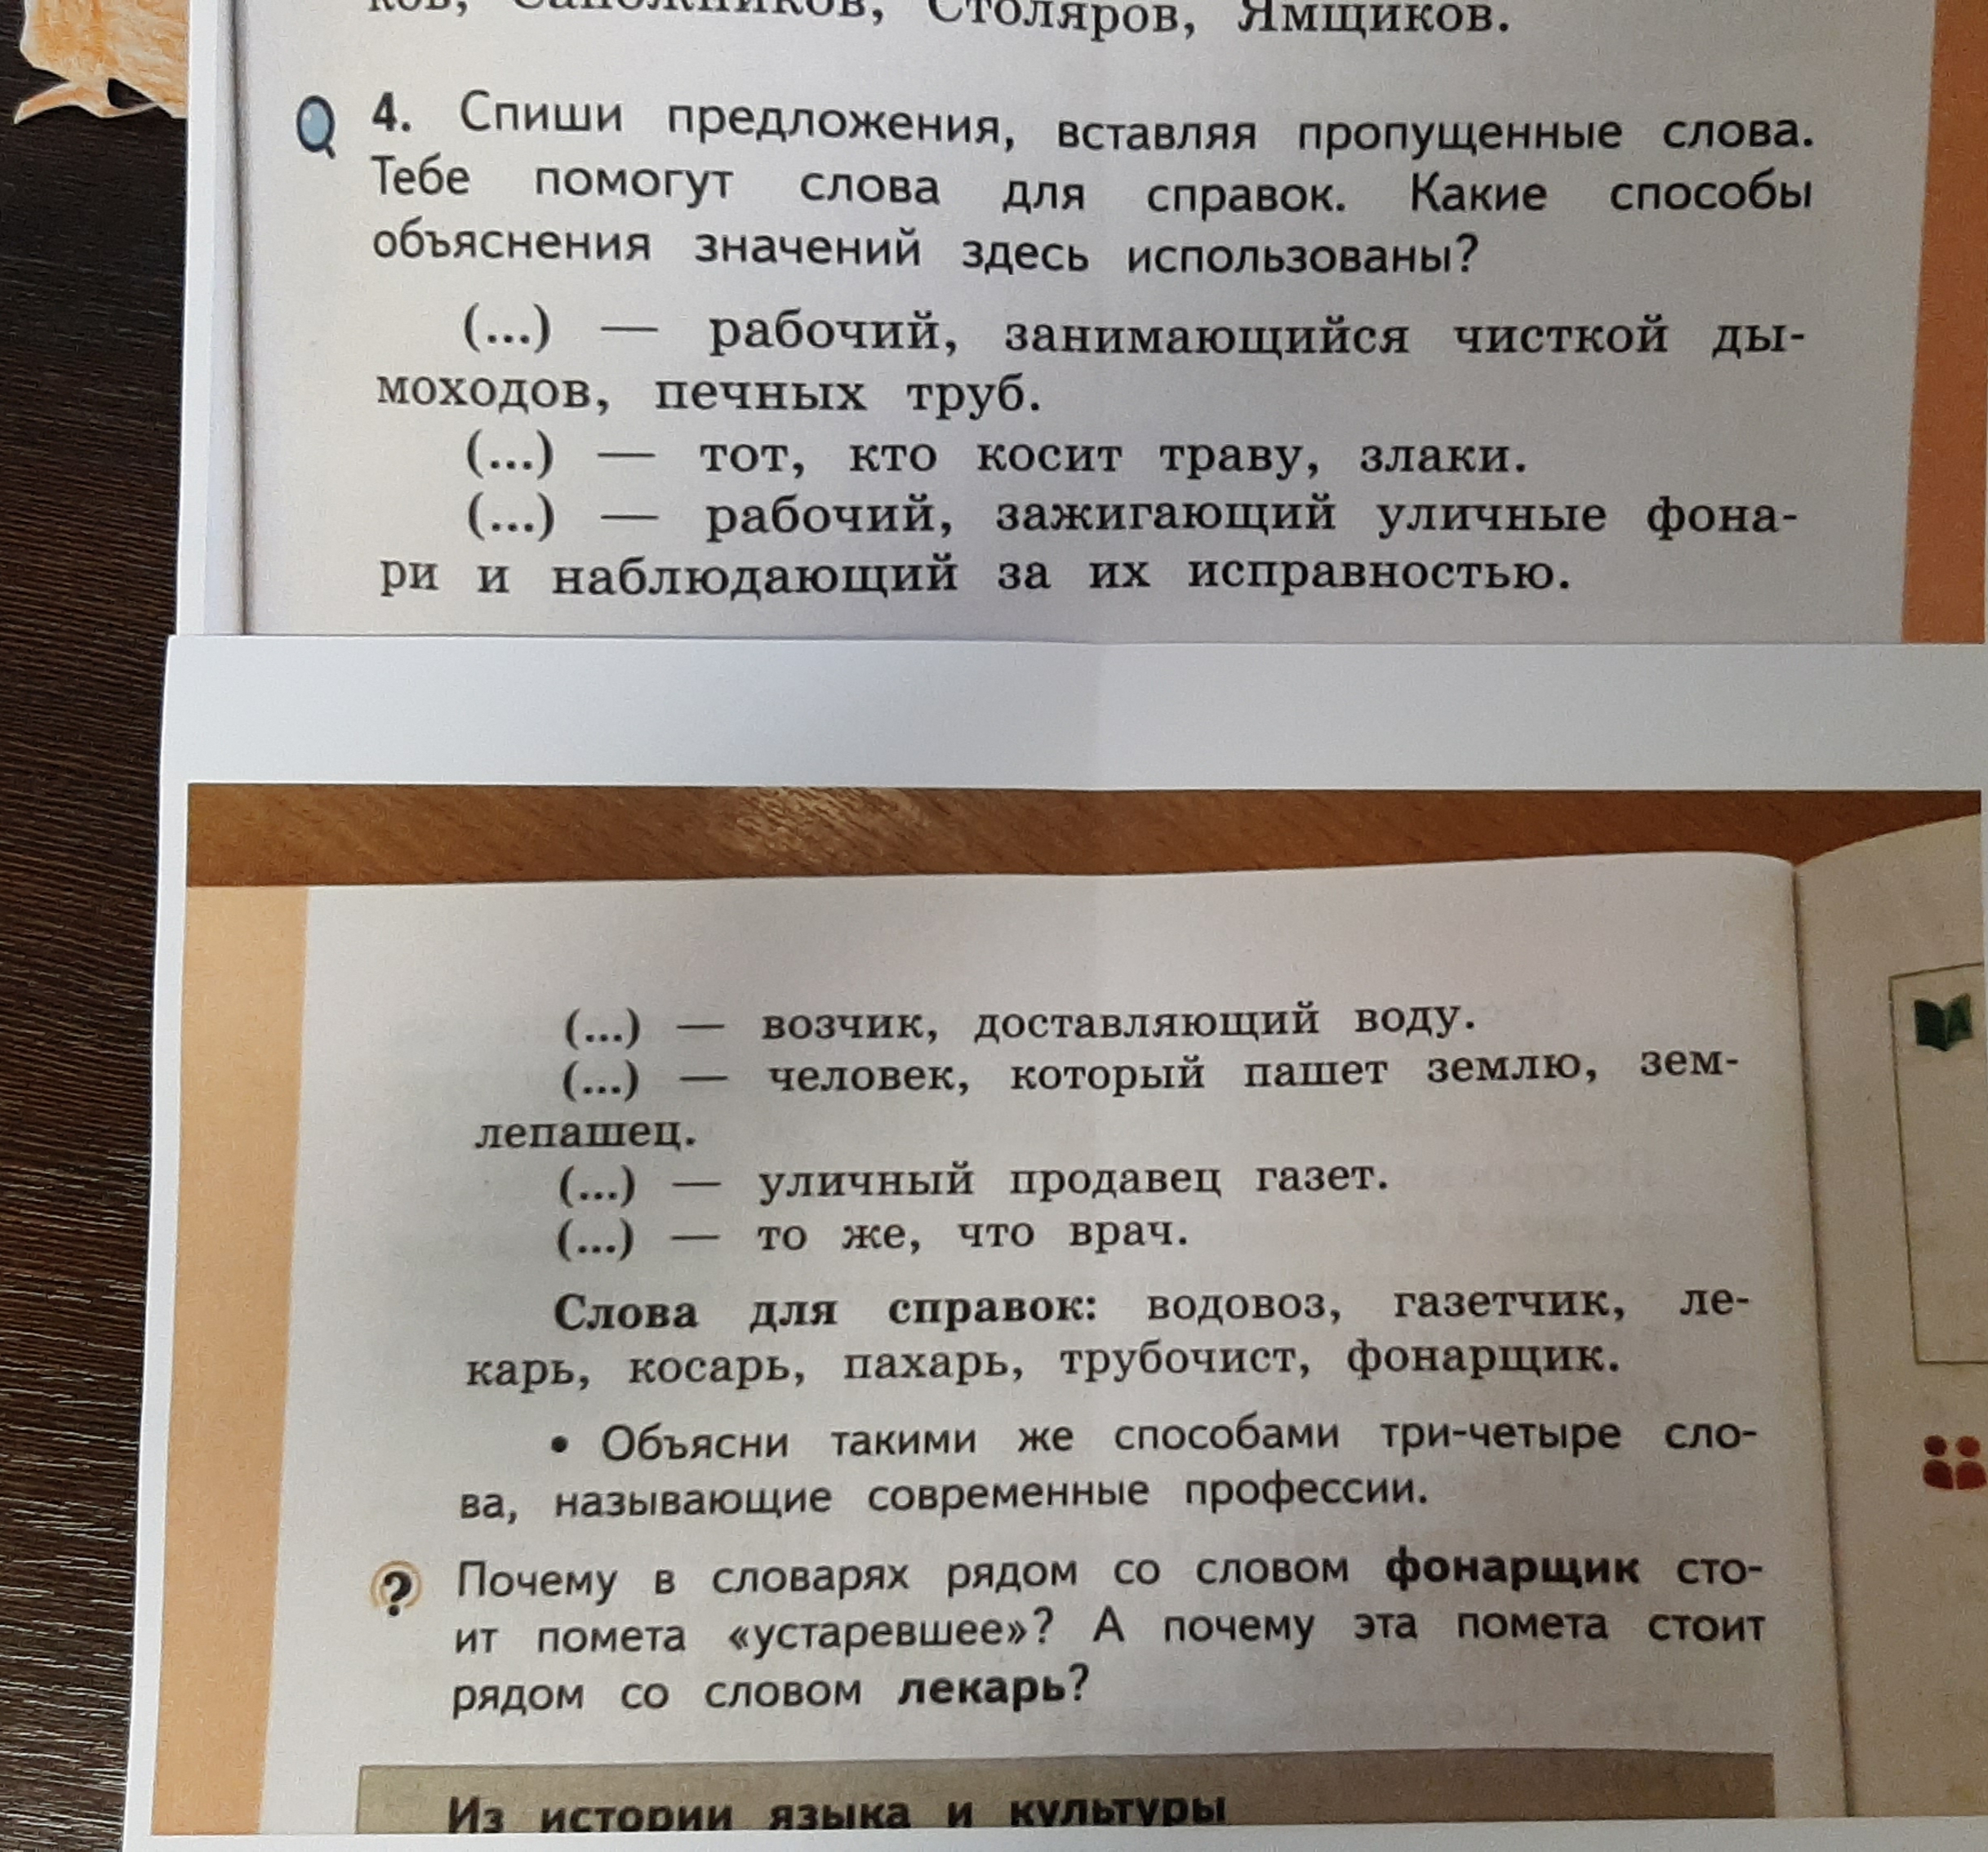 Столяров, Ямщиков.
4. Спиши предложения, вставляя пропущенные слова.
Тебе помогут слова для справок. Какие способы
объяснения значений здесь использованы?
(...) — рабочий, занимающийся чисткой ды-
моходов, печных труб.
(...) — тот, кто косит траву, злаки.
(...) — рабочий, зажигающий уличные фона-
ри и наблюдающий за их исправностью.
(...) — возчик, доставляющий воду.
(...) — человек, который пашет землю, зем-
лепашец.
(...) — уличный продавец газет.
(...) — то же, что врач.
Слова для справок: водовоз, газетчик, ле-
карь, косарь, пахарь, трубочист, фонарщик.
• Объясни такими же способами три-четыре сло-
ва, называющие современные профессии.
? Почему в словарях рядом со словом фонарщик сто-
ит помета «устаревшее»? А почему эта помета стоит
рядом со словом лекарь?
Из истории языка и культуры